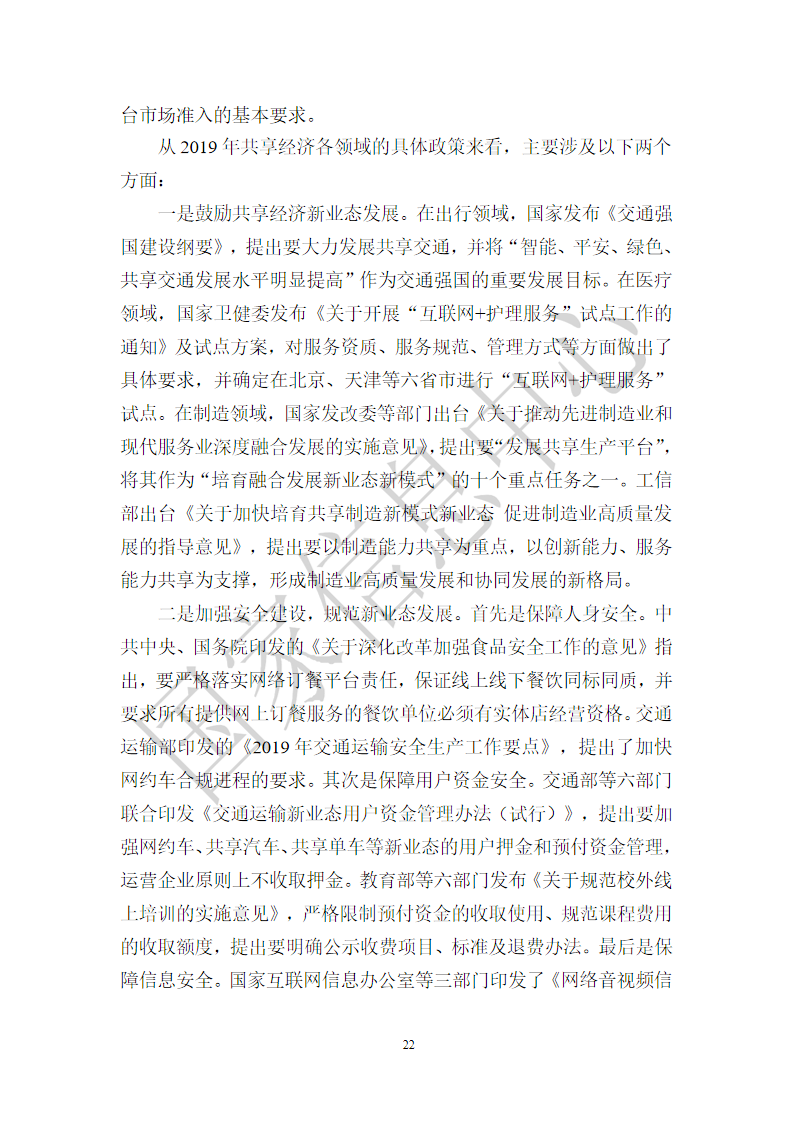 台市场准入的基本要求。
从 2019 年共享经济各领域的具体政策来看，主要涉及以下两个
方面：
一是鼓励共享经济新业态发展。在出行领域，国家发布《交通强
国建设纲要》，提出要大力发展共享交通，并将“智能、平安、绿色、
共享交通发展水平明显提高”作为交通强国的重要发展目标。在医疗
领域，国家卫健委发布《关于开展“互联网+护理服务”试点工作的
通知》及试点方案，对服务资质、服务规范、管理方式等方面做出了
具体要求，并确定在北京、天津等六省市进行“互联网+护理服务”
试点。在制造领域，国家发改委等部门出台《关于推动先进制造业和
现代服务业深度融合发展的实施意见》，提出要“发展共享生产平台”，
将其作为“培育融合发展新业态新模式”的十个重点任务之一。工信
部出台《关于加快培育共享制造新模式新业态 促进制造业高质量发
展的指导意见》，提出要以制造能力共享为重点，以创新能力、服务
能力共享为支撑，形成制造业高质量发展和协同发展的新格局。
二是加强安全建设，规范新业态发展。首先是保障人身安全。中
共中央、国务院印发的《关于深化改革加强食品安全工作的意见》指
出，要严格落实网络订餐平台责任，保证线上线下餐饮同标同质，并
要求所有提供网上订餐服务的餐饮单位必须有实体店经营资格。交通
运输部印发的《2019 年交通运输安全生产工作要点》，提出了加快
网约车合规进程的要求。其次是保障用户资金安全。交通部等六部门
联合印发《交通运输新业态用户资金管理办法（试行）》，提出要加
强网约车、共享汽车、共享单车等新业态的用户押金和预付资金管理，
运营企业原则上不收取押金。教育部等六部门发布《关于规范校外线
上培训的实施意见》，严格限制预付资金的收取使用、规范课程费用
的收取额度，提出要明确公示收费项目、标准及退费办法。最后是保
障信息安全。国家互联网信息办公室等三部门印发了《网络音视频信
22
国家信息中心